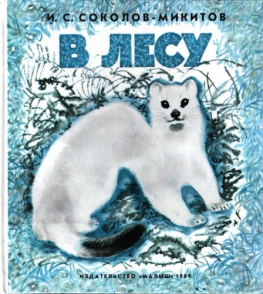 И. С. СОКОЛОВ-МИКИТОВ
В ЛЕСУ
ИЗДАТЕЛЬСТВО «МАЛЫШ» 1989